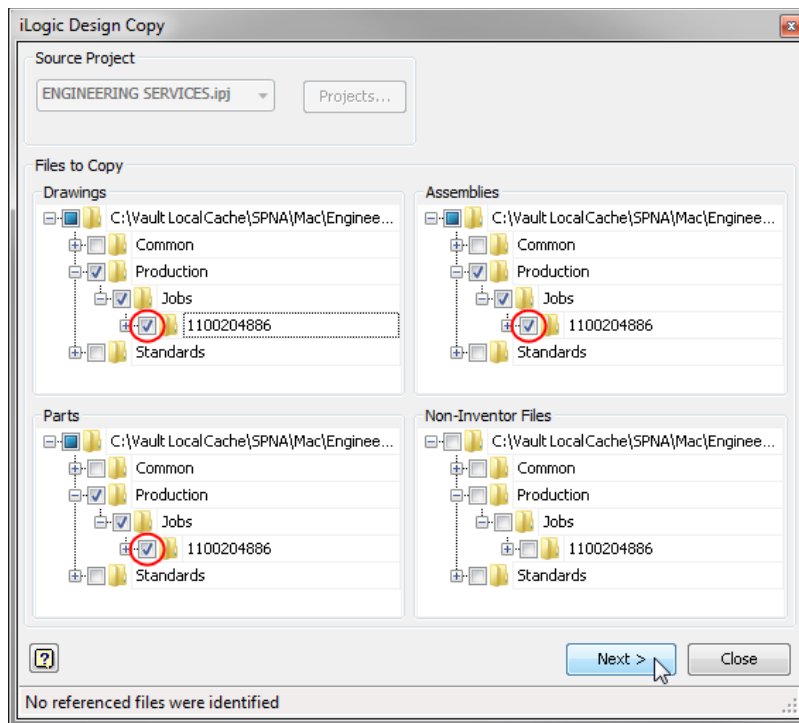 iLogic Design Copy
Source Project
ENGINEERING SERVICES.ipj
Projects...
Files to Copy
Drawings
C:\Vault LocalCache\SPNA\Mac\Enginee...
Common
Production
Jobs
1100204886
Standards
Assemblies
C:\Vault LocalCache\SPNA\Mac\Enginee...
Common
Production
Jobs
1100204886
Standards
Parts
C:\Vault LocalCache\SPNA\Mac\Enginee...
Common
Production
Jobs
1100204886
Standards
Non-Inventor Files
C:\Vault LocalCache\SPNA\Mac\Enginee...
Common
Production
Jobs
1100204886
Standards
Next >
Close
No referenced files were identified